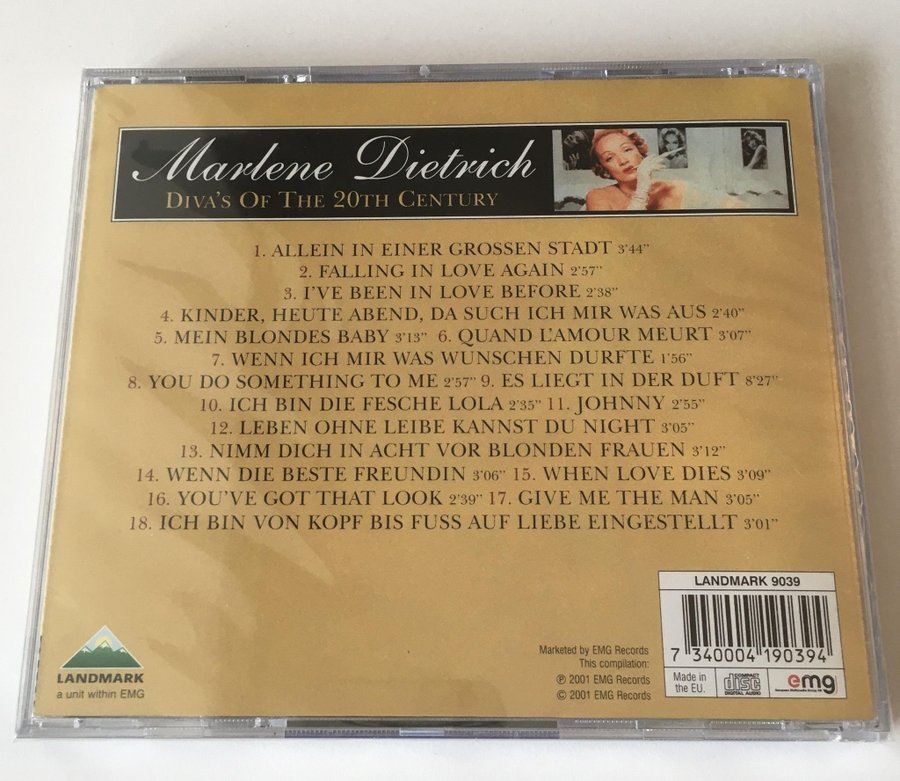 Marlene Dietrich
DIVA'S OF THE 20TH CENTURY
1. ALLEIN IN EINER GROSSEN STADT 3'44"
2. FALLING IN LOVE AGAIN 2'57"
3. I'VE BEEN IN LOVE BEFORE 2'38"
4. KINDER, HEUTE ABEND, DA SUCH ICH MIR WAS AUS 2'40"
5. MEIN BLONDES BABY 3'13" 6. QUAND L'AMOUR MEURT 3'07"
7. WENN ICH MIR WAS WUNSCHEN DURFTE 1'56"
8. YOU DO SOMETHING TO ME 2'57" 9. ES LIEGT IN DER DUFT 8'27"
10. ICH BIN DIE FESCHE LOLA 2'35" 11. JOHNNY 2'55"
12. LEBEN OHNE LEIBE KANNST DU NIGHT 3'05"
13. NIMM DICH IN ACHT VOR BLONDEN FRAUEN 3'12"
14. WENN DIE BESTE FREUNDIN 3'06" 15. WHEN LOVE DIES 3'09"
16. YOU'VE GOT THAT LOOK 2'39" 17. GIVE ME THE MAN 3'05"
18. ICH BIN VON KOPF BIS FUSS AUF LIEBE EINGESTELLT 3'01"
LANDMARK
a unit within EMG
Marketed by EMG Records
This compilation:
℗ 2001 EMG Records
© 2001 EMG Records
LANDMARK 9039
7 340004 190394
Made in
the EU.
COMPACT
disc
DIGITAL AUDIO
emg